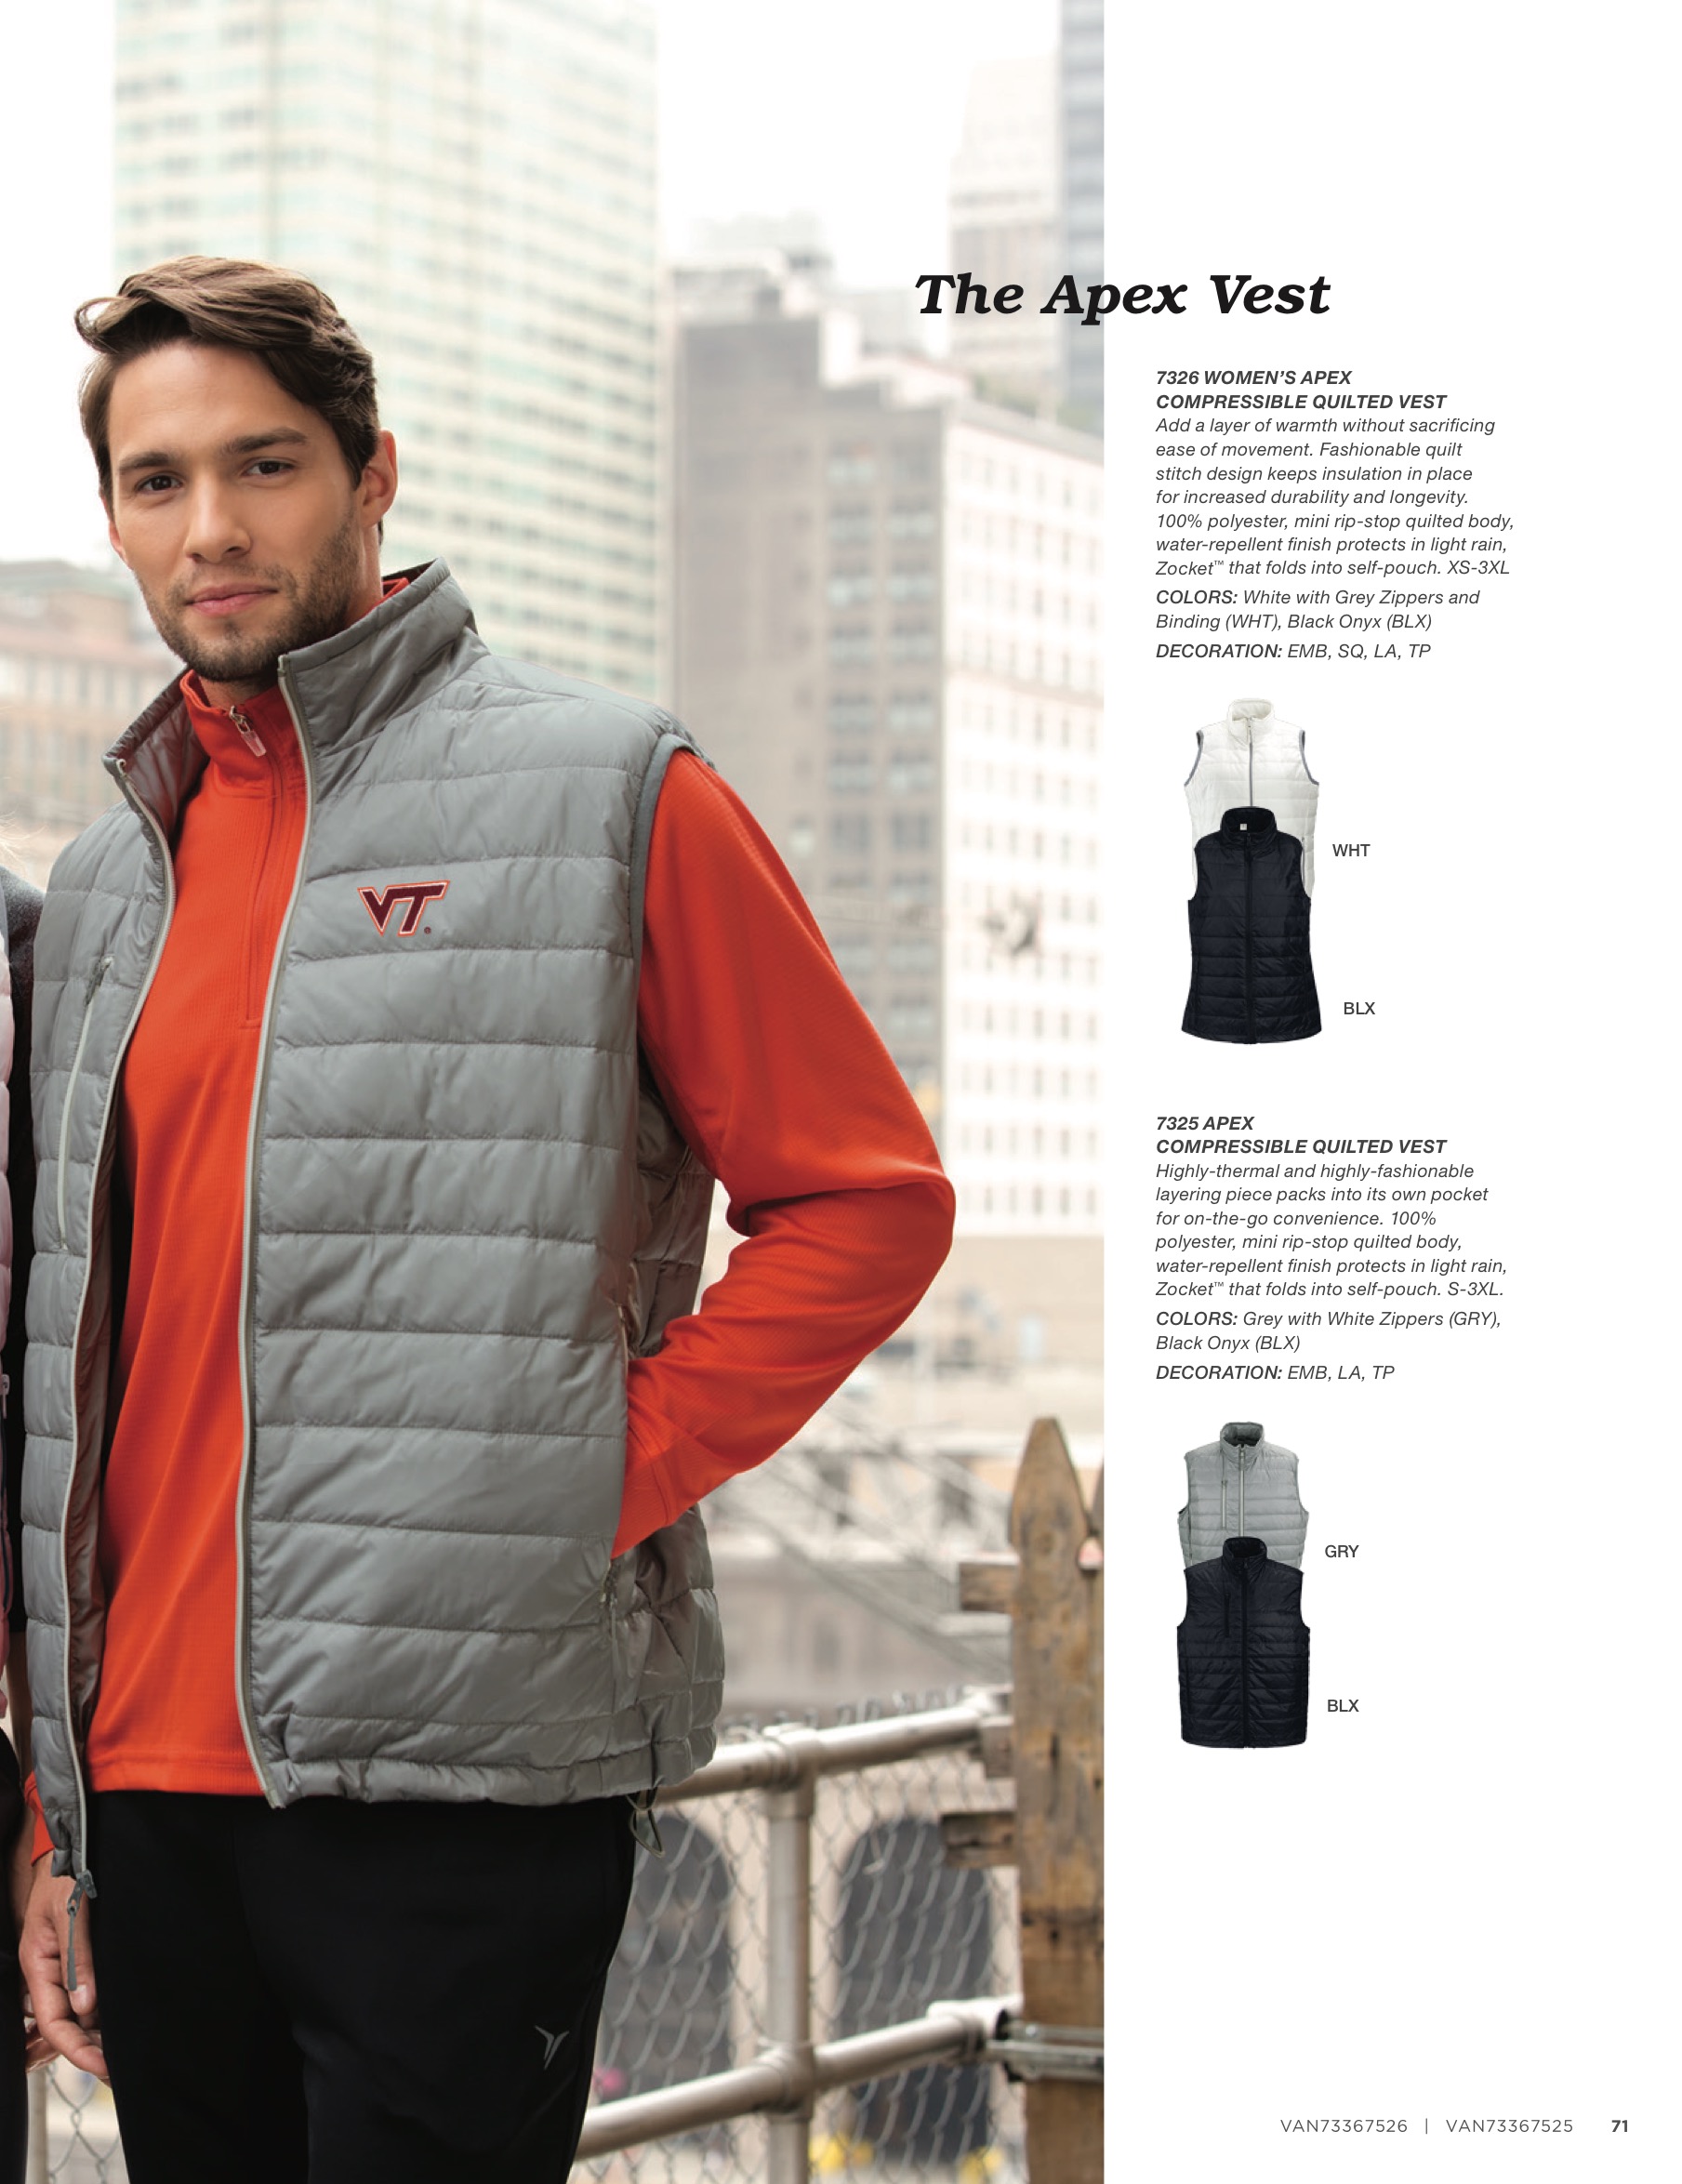 The Apex Vest
7326 WOMEN'S APEX
COMPRESSIBLE QUILTED VEST
Add a layer of warmth without sacrificing
ease of movement. Fashionable quilt
stitch design keeps insulation in place
for increased durability and longevity.
100% polyester, mini rip-stop quilted body,
water-repellent finish protects in light rain,
Zocket™ that folds into self-pouch. XS-3XL
COLORS: White with Grey Zippers and
Binding (WHT), Black Onyx (BLX)
DECORATION: EMB, SQ, LA, TP
WHT
BLX
7325 APEX
COMPRESSIBLE QUILTED VEST
Highly-thermal and highly-fashionable
layering piece packs into its own pocket
for on-the-go convenience. 100%
polyester, mini rip-stop quilted body,
water-repellent finish protects in light rain,
Zocket™ that folds into self-pouch. S-3XL.
COLORS: Grey with White Zippers (GRY),
Black Onyx (BLX)
DECORATION: EMB, LA, TP
GRY
BLX
VT
VAN73367526 | VAN73367525 71